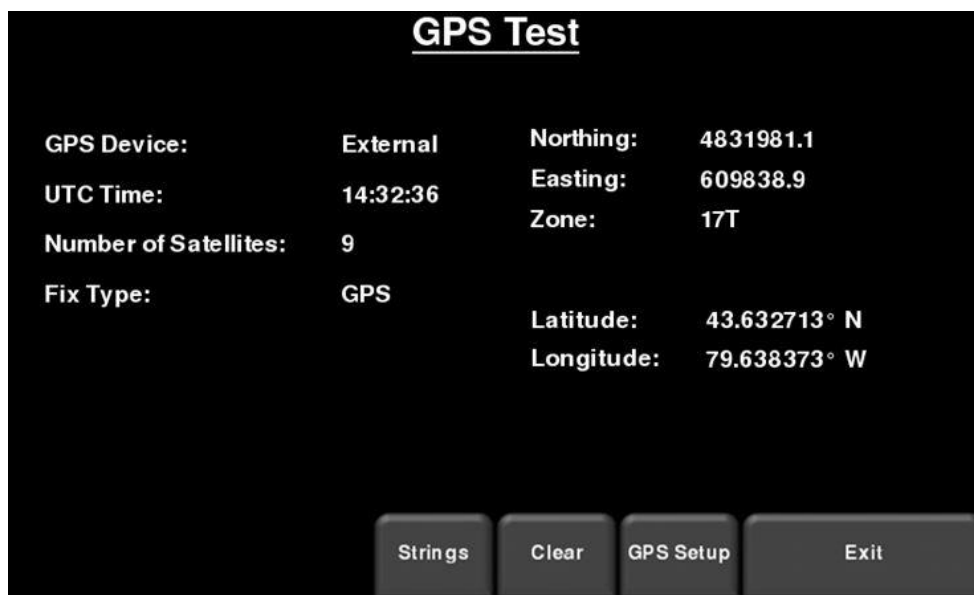 GPS Test
GPS Device: External
UTC Time: 14:32:36
Number of Satellites: 9
Fix Type: GPS
Northing: 4831981.1
Easting: 609838.9
Zone: 17T
Latitude: 43.632713° N
Longitude: 79.638373° W
Strings
Clear
GPS Setup
Exit